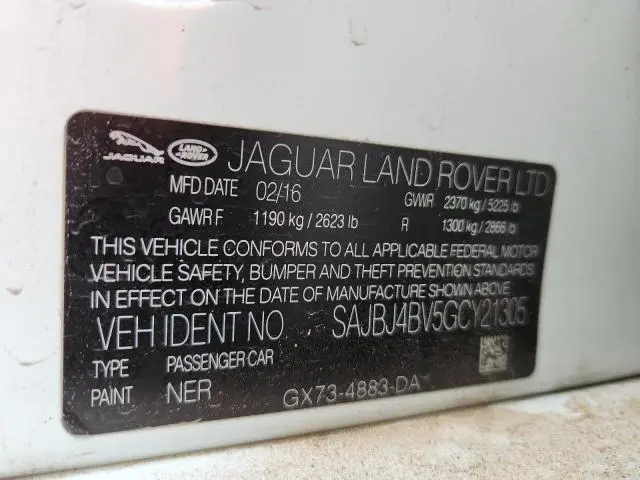 JAGUAR LAND ROVER JAGUAR LAND ROVER LTD
MFD DATE 02/16 GVWR 2370 kg / 5225 lb
GAWR F 1190 kg / 2623 lb R 1300 kg / 2866 lb
THIS VEHICLE CONFORMS TO ALL APPLICABLE FEDERAL MOTOR
VEHICLE SAFETY, BUMPER AND THEFT PREVENTION STANDARDS
IN EFFECT ON THE DATE OF MANUFACTURE SHOWN ABOVE.
VEH IDENT NO SAJBJ4BV5GCY21305
TYPE PASSENGER CAR
PAINT NER GX73-4883-DA